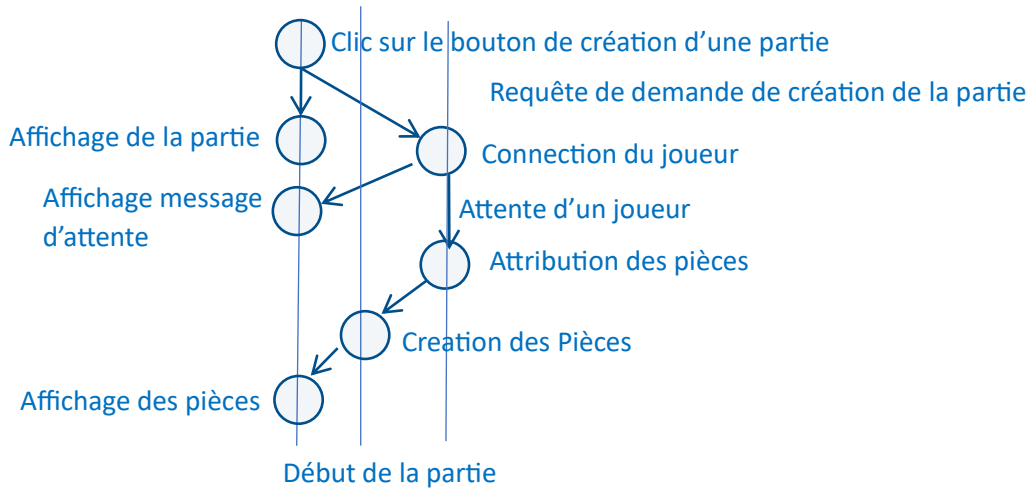 Clic sur le bouton de création d’une partie
Requête de demande de création de la partie
Affichage de la partie
Connection du joueur
Affichage message
d’attente
Attente d’un joueur
Attribution des pièces
Creation des Pièces
Affichage des pièces
Début de la partie